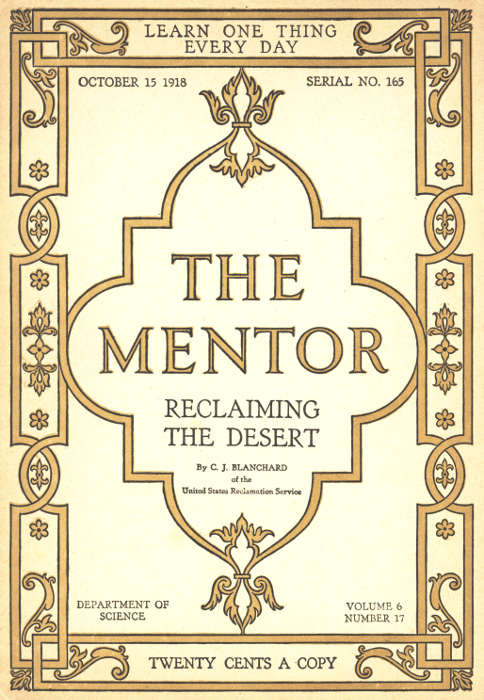 LEARN ONE THING
EVERY DAY
OCTOBER 15 1918
SERIAL NO. 165
THE
MENTOR
RECLAIMING
THE DESERT
By C. J. BLANCHARD
of the
United States Reclamation Service
DEPARTMENT OF
SCIENCE
VOLUME 6
NUMBER 17
TWENTY CENTS A COPY